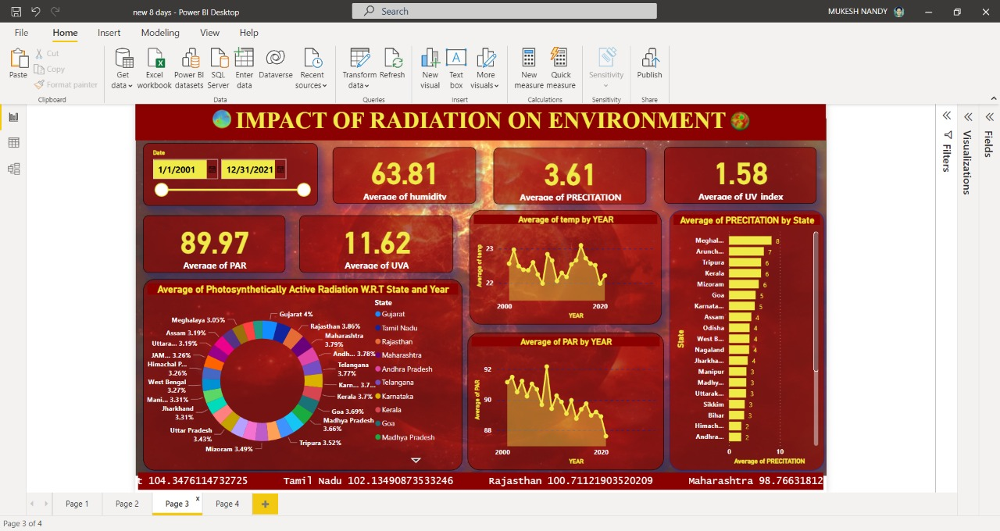 new 8 days - Power BI Desktop
Search
MUKESH NANDY
File Home Insert Modeling View Help
Paste
Cut
Copy
Format painter
Clipboard
Get data
Excel workbook
Power BI datasets
SQL Server
Enter data
Dataverse
Recent sources
Data
Transform data
Refresh
Queries
New visual
Text box
More visuals
Insert
New measure
Quick measure
Calculations
Sensitivity
Sensitivity
Publish
Share
IMPACT OF RADIATION ON ENVIRONMENT
Date
1/1/2001 12/31/2021
63.81
Average of humidity
3.61
Average of PRECITATION
1.58
Average of UV index
89.97
Average of PAR
11.62
Average of UVA
Average of temp by YEAR
Average of temp
23
22
2000 2020
YEAR
Average of PAR by YEAR
Average of PAR
92
90
88
2000 2020
YEAR
Average of PRECITATION by State
State
Meghal... 8
Arunch... 7
Tripura 6
Kerala 6
Mizoram 6
Goa 5
Karnata... 5
Assam 4
Odisha 4
West B... 4
Nagaland 4
Jharkha... 4
Manipur 3
Madhy... 3
Uttarak... 3
Sikkim 3
Bihar 3
Himach... 2
Andhra... 2
0 10
Average of PRECITATION
Average of Photosynthetically Active Radiation W.R.T State and Year
Gujarat 4%
Rajasthan 3.86%
Maharashtra 3.79%
Andh... 3.78%
Telangana 3.77%
Karn... 3.7...
Kerala 3.7%
Goa 3.69%
Madhya Pradesh 3.66%
Tripura 3.52%
Mizoram 3.49%
Uttar Pradesh 3.43%
Jharkhand 3.31%
Mani... 3.31%
West Bengal 3.27%
Himachal P... 3.26%
JAM... 3.26%
Uttara... 3.19%
Assam 3.19%
Meghalaya 3.05%
State
Gujarat
Tamil Nadu
Rajasthan
Maharashtra
Andhra Pradesh
Telangana
Karnataka
Kerala
Goa
Madhya Pradesh
t 104.3476114732725 Tamil Nadu 102.13490873533246 Rajasthan 100.71121903520209 Maharashtra 98.76631812
Filters
Visualizations
Fields
Page 1 Page 2 Page 3 x Page 4 +
Page 3 of 4